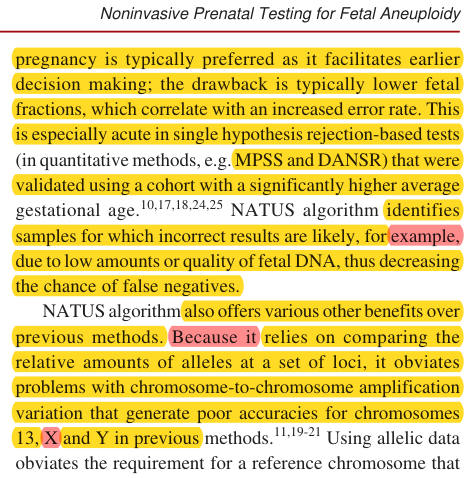 Noninvasive Prenatal Testing for Fetal Aneuploidy
pregnancy is typically preferred as it facilitates earlier
decision making; the drawback is typically lower fetal
fractions, which correlate with an increased error rate. This
is especially acute in single hypothesis rejection-based tests
(in quantitative methods, e.g. MPSS and DANSR) that were
validated using a cohort with a significantly higher average
gestational age.10,17,18,24,25 NATUS algorithm identifies
samples for which incorrect results are likely, for example,
due to low amounts or quality of fetal DNA, thus decreasing
the chance of false negatives.
NATUS algorithm also offers various other benefits over
previous methods. Because it relies on comparing the
relative amounts of alleles at a set of loci, it obviates
problems with chromosome-to-chromosome amplification
variation that generate poor accuracies for chromosomes
13, X and Y in previous methods.11,19-21 Using allelic data
obviates the requirement for a reference chromosome that